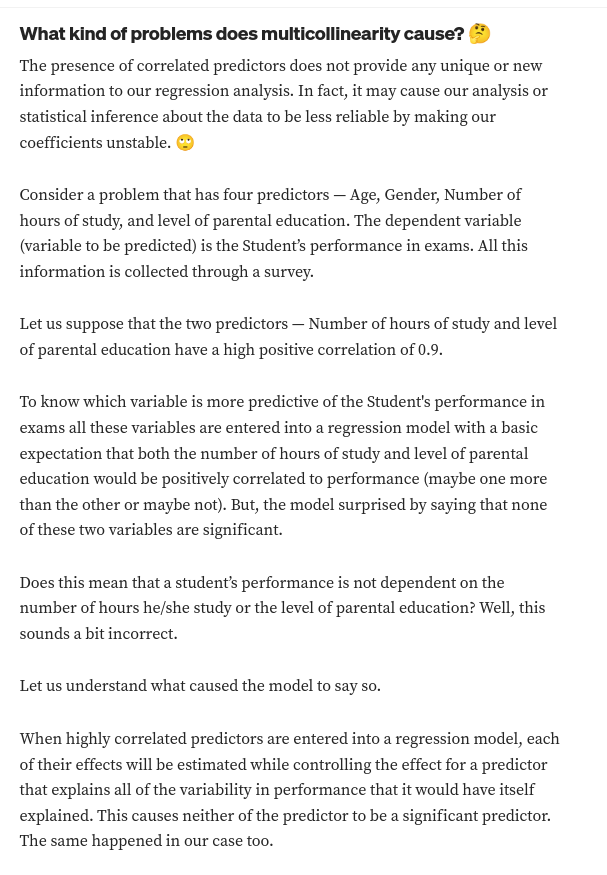 What kind of problems does multicollinearity cause? 🤔
The presence of correlated predictors does not provide any unique or new
information to our regression analysis. In fact, it may cause our analysis or
statistical inference about the data to be less reliable by making our
coefficients unstable. 🙄
Consider a problem that has four predictors — Age, Gender, Number of
hours of study, and level of parental education. The dependent variable
(variable to be predicted) is the Student’s performance in exams. All this
information is collected through a survey.
Let us suppose that the two predictors — Number of hours of study and level
of parental education have a high positive correlation of 0.9.
To know which variable is more predictive of the Student's performance in
exams all these variables are entered into a regression model with a basic
expectation that both the number of hours of study and level of parental
education would be positively correlated to performance (maybe one more
than the other or maybe not). But, the model surprised by saying that none
of these two variables are significant.
Does this mean that a student’s performance is not dependent on the
number of hours he/she study or the level of parental education? Well, this
sounds a bit incorrect.
Let us understand what caused the model to say so.
When highly correlated predictors are entered into a regression model, each
of their effects will be estimated while controlling the effect for a predictor
that explains all of the variability in performance that it would have itself
explained. This causes neither of the predictor to be a significant predictor.
The same happened in our case too.